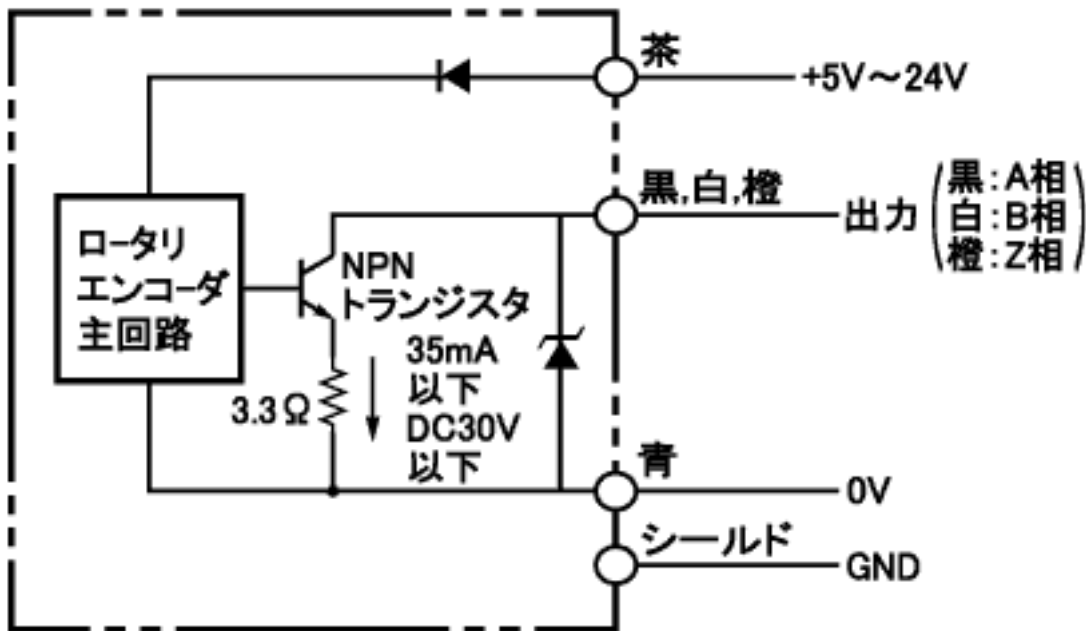 茶
+5V～24V
黒,白,橙
出力
黒:A相
白:B相
橙:Z相
ロータリ
エンコーダ
主回路
NPN
トランジスタ
35mA
以下
DC30V
以下
3.3Ω
青
0V
シールド
GND